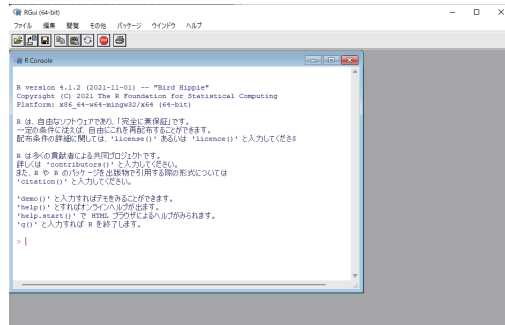 RGui (64-bit)
ファイル 編集 閲覧 その他 パッケージ ウインドウ ヘルプ
R Console
R version 4.1.2 (2021-11-01) -- "Bird Hippie"
Copyright (C) 2021 The R Foundation for Statistical Computing
Platform: x86_64-w64-mingw32/x64 (64-bit)
R は、自由なソフトウェアであり、「完全に無保証」です。
一定の条件に従えば、自由にこれを再配布することができます。
配布条件の詳細に関しては、'license()' あるいは 'licence()' と入力してくださ$
R は多くの貢献者による共同プロジェクトです。
詳しくは 'contributors()' と入力してください。
また、R や R のパッケージを出版物で引用する際の形式については
'citation()' と入力してください。
'demo()' と入力すればデモをみることができます。
'help()' とすればオンラインヘルプが出ます。
'help.start()' で HTML ブラウザによるヘルプがみられます。
'q()' と入力すれば R を終了します。
>